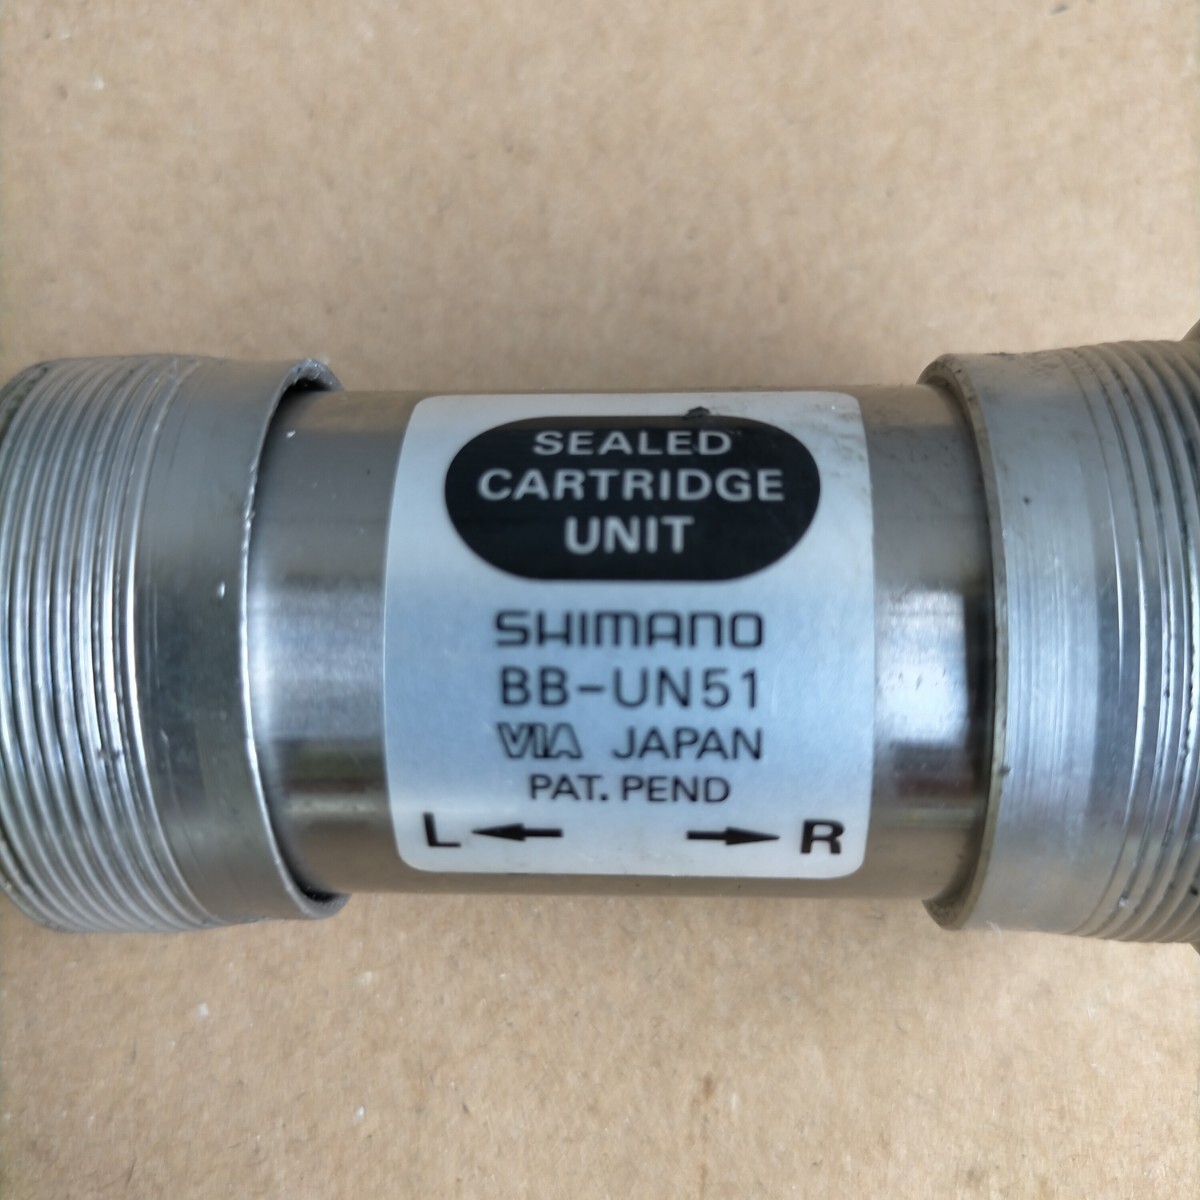 SEALED
CARTRIDGE
UNIT
SHIMANO
BB-UN51
VIA JAPAN
PAT. PEND
L R